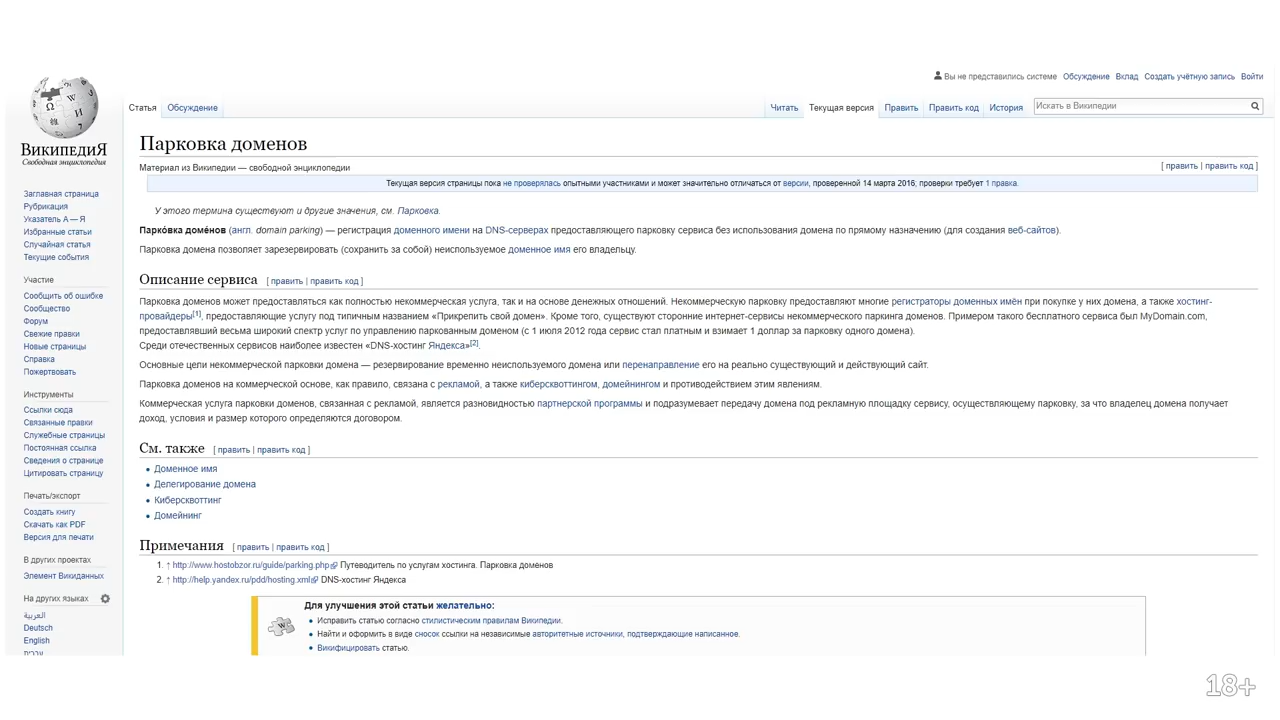 Вы не представились системе Обсуждение Вклад Создать учётную запись Войти
Статья Обсуждение Читать Текущая версия Править Править код История Искать в Википедии
ВИКИПЕДИЯ
Свободная энциклопедия
Заглавная страница
Рубрикация
Указатель А — Я
Избранные статьи
Случайная статья
Текущие события
Участие
Сообщить об ошибке
Сообщество
Форум
Свежие правки
Новые страницы
Справка
Пожертвовать
Инструменты
Ссылки сюда
Связанные правки
Служебные страницы
Постоянная ссылка
Сведения о странице
Цитировать страницу
Печать/экспорт
Создать книгу
Скачать как PDF
Версия для печати
В других проектах
Элемент Викиданных
На других языках
العربية
Deutsch
English
עברית
Парковка доменов
Материал из Википедии — свободной энциклопедии [ править | править код ]
Текущая версия страницы пока не проверялась опытными участниками и может значительно отличаться от версии, проверенной 14 марта 2016; проверки требует 1 правка.
У этого термина существуют и другие значения, см. Парковка.
Парко́вка доме́нов (англ. domain parking) — регистрация доменного имени на DNS-серверах предоставляющего парковку сервиса без использования домена по прямому назначению (для создания веб-сайтов).
Парковка домена позволяет зарезервировать (сохранить за собой) неиспользуемое доменное имя его владельцу.
Описание сервиса [ править | править код ]
Парковка доменов может предоставляться как полностью некоммерческая услуга, так и на основе денежных отношений. Некоммерческую парковку предоставляют многие регистраторы доменных имён при покупке у них домена, а также хостинг-
провайдеры[1], предоставляющие услугу под типичным названием «Прикрепить свой домен». Кроме того, существуют сторонние интернет-сервисы некоммерческого паркинга доменов. Примером такого бесплатного сервиса был MyDomain.com,
предоставлявший весьма широкий спектр услуг по управлению паркованным доменом (с 1 июля 2012 года сервис стал платным и взимает 1 доллар за парковку одного домена).
Среди отечественных сервисов наиболее известен «DNS-хостинг Яндекса»[2].
Основные цели некоммерческой парковки домена — резервирование временно неиспользуемого домена или перенаправление его на реально существующий и действующий сайт.
Парковка доменов на коммерческой основе, как правило, связана с рекламой, а также киберсквоттингом, домейнингом и противодействием этим явлениям.
Коммерческая услуга парковки доменов, связанная с рекламой, является разновидностью партнерской программы и подразумевает передачу домена под рекламную площадку сервису, осуществляющему парковку, за что владелец домена получает
доход, условия и размер которого определяются договором.
См. также [ править | править код ]
Доменное имя
Делегирование домена
Киберсквоттинг
Домейнинг
Примечания [ править | править код ]
1. ↑ http://www.hostobzor.ru/guide/parking.php Путеводитель по услугам хостинга. Парковка доменов
2. ↑ http://help.yandex.ru/pdd/hosting.xml DNS-хостинг Яндекса
Для улучшения этой статьи желательно:
Исправить статью согласно стилистическим правилам Википедии.
Найти и оформить в виде сносок ссылки на независимые авторитетные источники, подтверждающие написанное.
Викифицировать статью.
18+